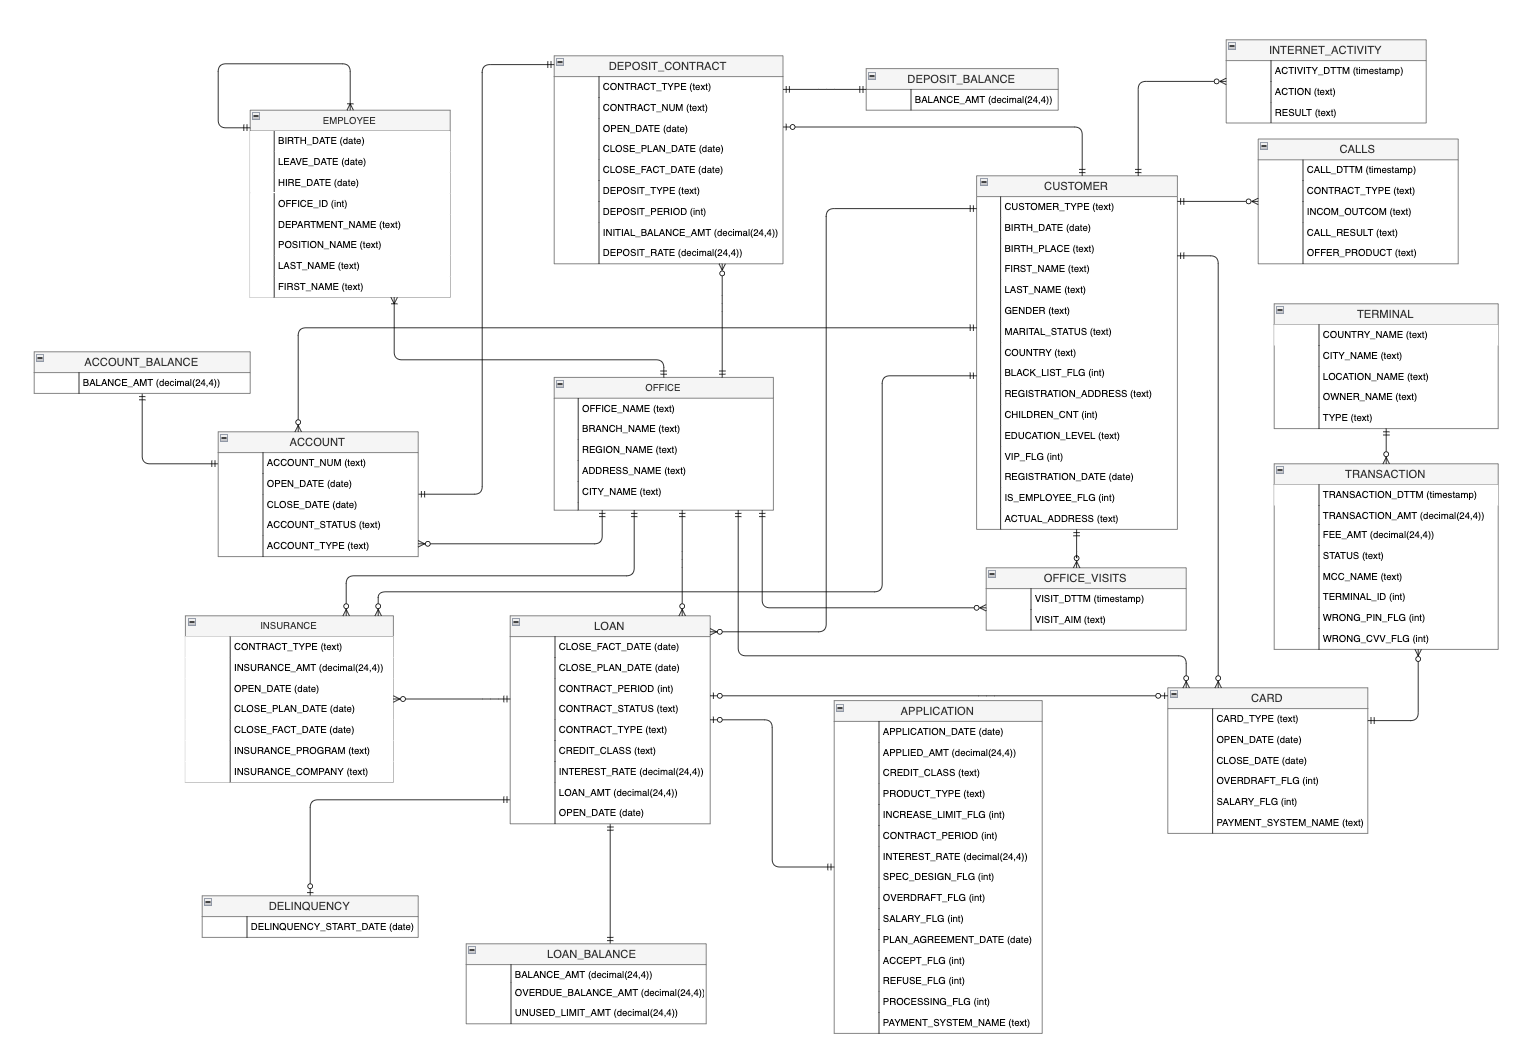 INTERNET_ACTIVITY
ACTIVITY_DTTM (timestamp)
ACTION (text)
RESULT (text)
DEPOSIT_CONTRACT
CONTRACT_TYPE (text)
CONTRACT_NUM (text)
OPEN_DATE (date)
CLOSE_PLAN_DATE (date)
CLOSE_FACT_DATE (date)
DEPOSIT_TYPE (text)
DEPOSIT_PERIOD (int)
INITIAL_BALANCE_AMT (decimal(24,4))
DEPOSIT_RATE (decimal(24,4))
DEPOSIT_BALANCE
BALANCE_AMT (decimal(24,4))
EMPLOYEE
BIRTH_DATE (date)
LEAVE_DATE (date)
HIRE_DATE (date)
OFFICE_ID (int)
DEPARTMENT_NAME (text)
POSITION_NAME (text)
LAST_NAME (text)
FIRST_NAME (text)
CALLS
CALL_DTTM (timestamp)
CONTRACT_TYPE (text)
INCOM_OUTCOM (text)
CALL_RESULT (text)
OFFER_PRODUCT (text)
CUSTOMER
CUSTOMER_TYPE (text)
BIRTH_DATE (date)
BIRTH_PLACE (date)
FIRST_NAME (text)
LAST_NAME (text)
GENDER (text)
MARITAL_STATUS (text)
COUNTRY (text)
BLACK_LIST_FLG (int)
REGISTRATION_ADDRESS (text)
CHILDREN_CNT (int)
EDUCATION_LEVEL (text)
VIP_FLG (int)
REGISTRATION_DATE (date)
IS_EMPLOYEE_FLG (int)
ACTUAL_ADDRESS (text)
TERMINAL
COUNTRY_NAME (text)
CITY_NAME (text)
LOCATION_NAME (text)
OWNER_NAME (text)
TYPE (text)
ACCOUNT_BALANCE
BALANCE_AMT (decimal(24,4))
OFFICE
OFFICE_NAME (text)
BRANCH_NAME (text)
REGION_NAME (text)
ADDRESS_NAME (text)
CITY_NAME (text)
ACCOUNT
ACCOUNT_NUM (text)
OPEN_DATE (date)
CLOSE_DATE (date)
ACCOUNT_STATUS (text)
ACCOUNT_TYPE (text)
TRANSACTION
TRANSACTION_DTTM (timestamp)
TRANSACTION_AMT (decimal(24,4))
FEE_AMT (decimal(24,4))
STATUS (text)
MCC_NAME (text)
TERMINAL_ID (int)
WRONG_PIN_FLG (int)
WRONG_CVV_FLG (int)
OFFICE_VISITS
VISIT_DTTM (timestamp)
VISIT_AIM (text)
INSURANCE
CONTRACT_TYPE (text)
INSURANCE_AMT (decimal(24,4))
OPEN_DATE (date)
CLOSE_PLAN_DATE (date)
CLOSE_FACT_DATE (date)
INSURANCE_PROGRAM (text)
INSURANCE_COMPANY (text)
LOAN
CLOSE_FACT_DATE (date)
CLOSE_PLAN_DATE (date)
CONTRACT_PERIOD (int)
CONTRACT_STATUS (text)
CONTRACT_TYPE (text)
CREDIT_CLASS (text)
INTEREST_RATE (decimal(24,4))
LOAN_AMT (decimal(24,4))
OPEN_DATE (date)
CARD
CARD_TYPE (text)
OPEN_DATE (date)
CLOSE_DATE (date)
OVERDRAFT_FLG (int)
SALARY_FLG (int)
PAYMENT_SYSTEM_NAME (text)
APPLICATION
APPLICATION_DATE (date)
APPLIED_AMT (decimal(24,4))
CREDIT_CLASS (text)
PRODUCT_TYPE (text)
INCREASE_LIMIT_FLG (int)
CONTRACT_PERIOD (int)
INTEREST_RATE (decimal(24,4))
SPEC_DESIGN_FLG (int)
OVERDRAFT_FLG (int)
SALARY_FLG (int)
PLAN_AGREEMENT_DATE (date)
ACCEPT_FLG (int)
REFUSE_FLG (int)
PROCESSING_FLG (int)
PAYMENT_SYSTEM_NAME (text)
DELINQUENCY
DELINQUENCY_START_DATE (date)
LOAN_BALANCE
BALANCE_AMT (decimal(24,4))
OVERDUE_BALANCE_AMT (decimal(24,4))
UNUSED_LIMIT_AMT (decimal(24,4))